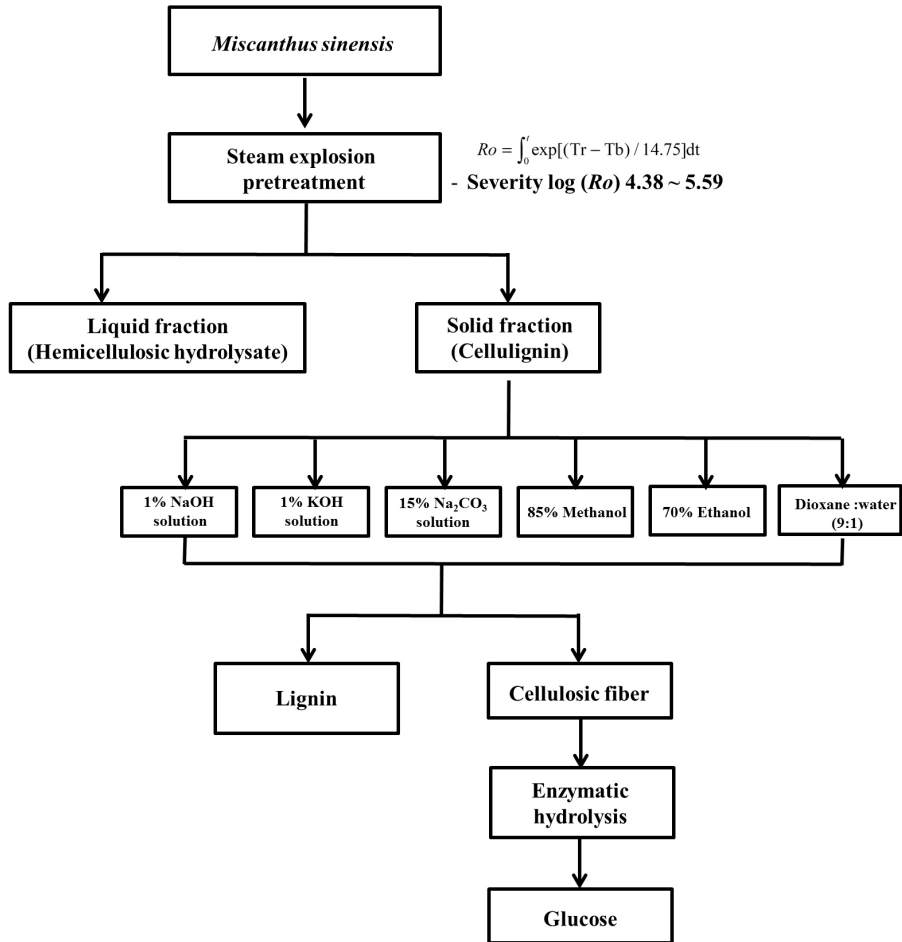 Miscanthus sinensis
Steam explosion
pretreatment
Ro = ∫₀ᵗ exp[(Tr − Tb) / 14.75]dt
- Severity log (Ro) 4.38 ~ 5.59
Liquid fraction
(Hemicellulosic hydrolysate)
Solid fraction
(Cellulignin)
1% NaOH
solution
1% KOH
solution
15% Na₂CO₃
solution
85% Methanol
70% Ethanol
Dioxane :water
(9:1)
Lignin
Cellulosic fiber
Enzymatic
hydrolysis
Glucose